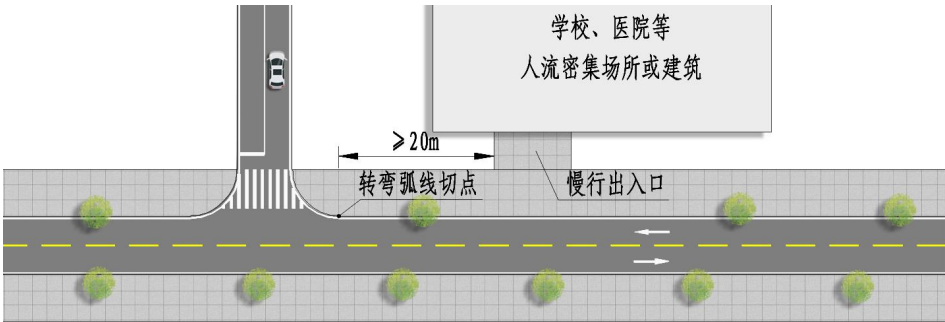 学校、医院等
人流密集场所或建筑
≥20m
转弯弧线切点
慢行出入口